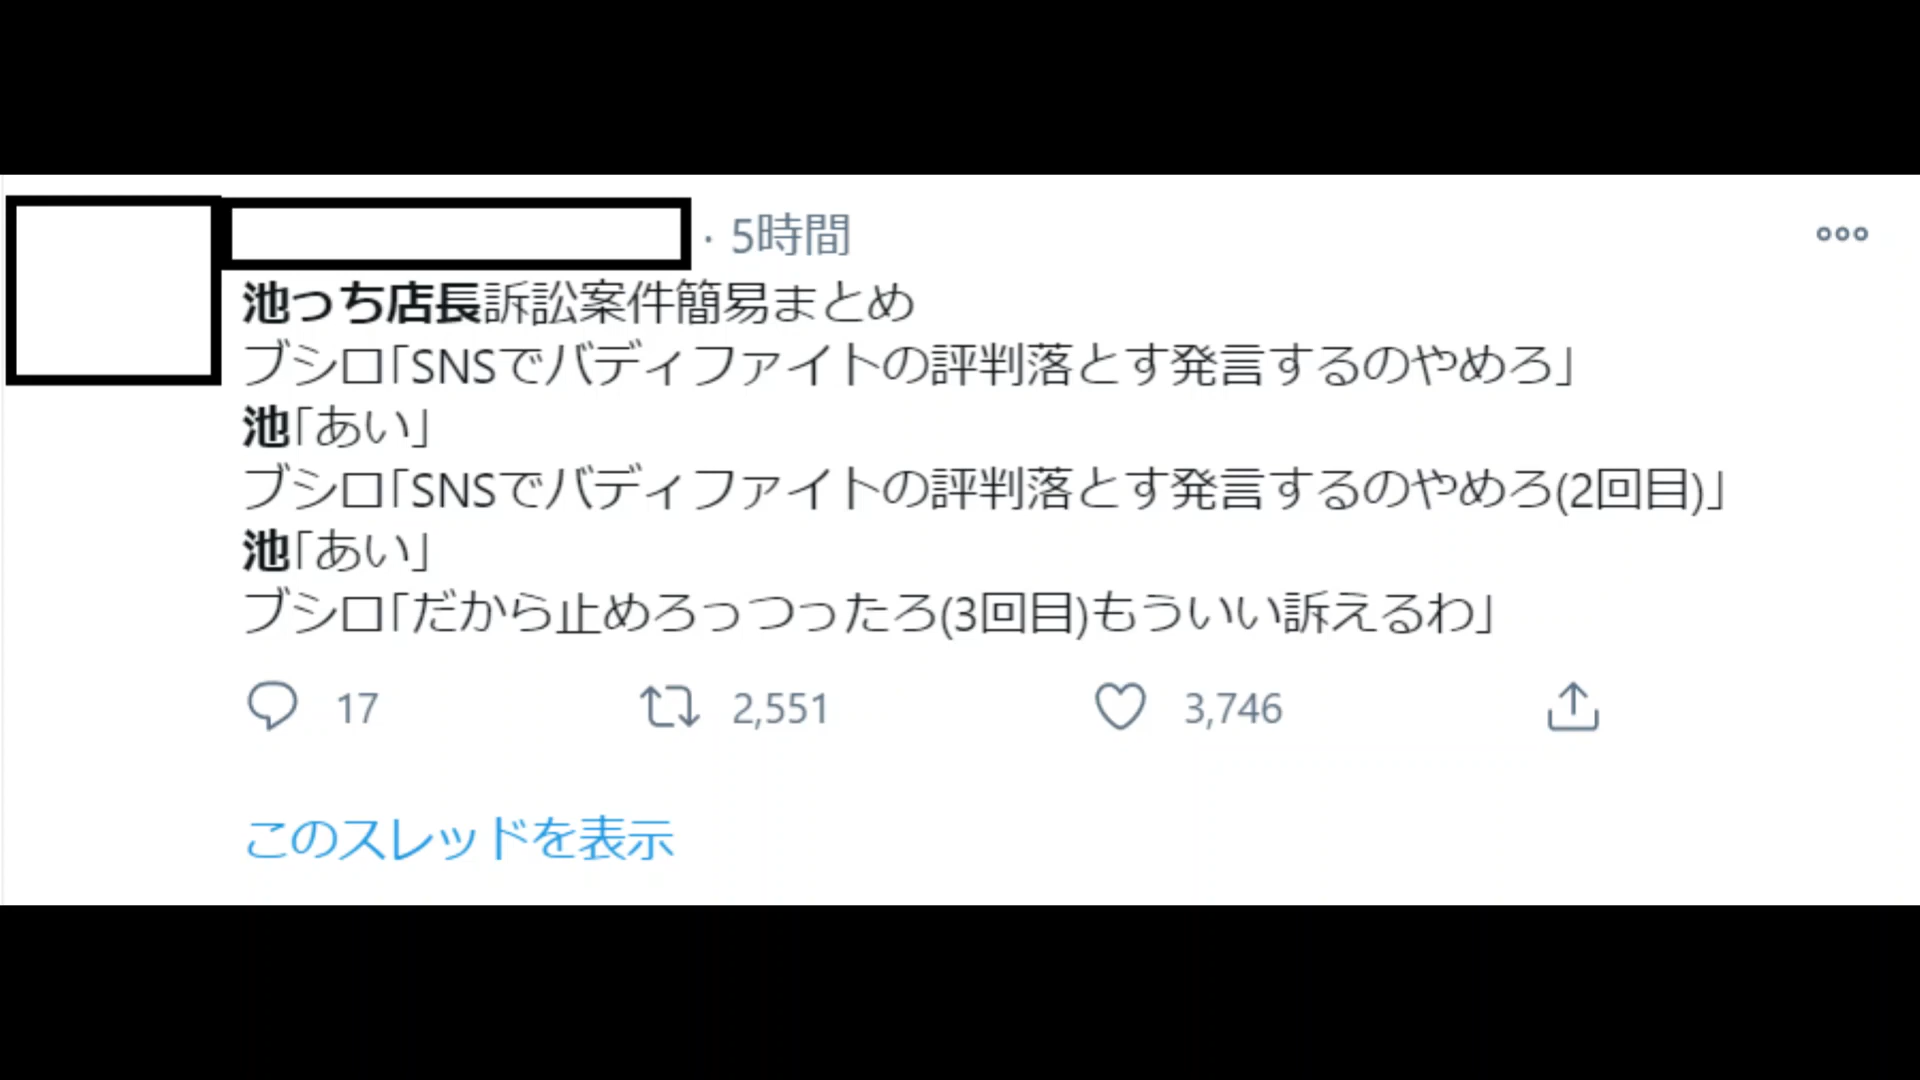 · 5時間
池っち店長訴訟案件簡易まとめ
ブシロ「SNSでバディファイトの評判落とす発言するのやめろ」
池「あい」
ブシロ「SNSでバディファイトの評判落とす発言するのやめろ(2回目)」
池「あい」
ブシロ「だから止めろっつったろ(3回目)もういい訴えるわ」
17 2,551 3,746
このスレッドを表示